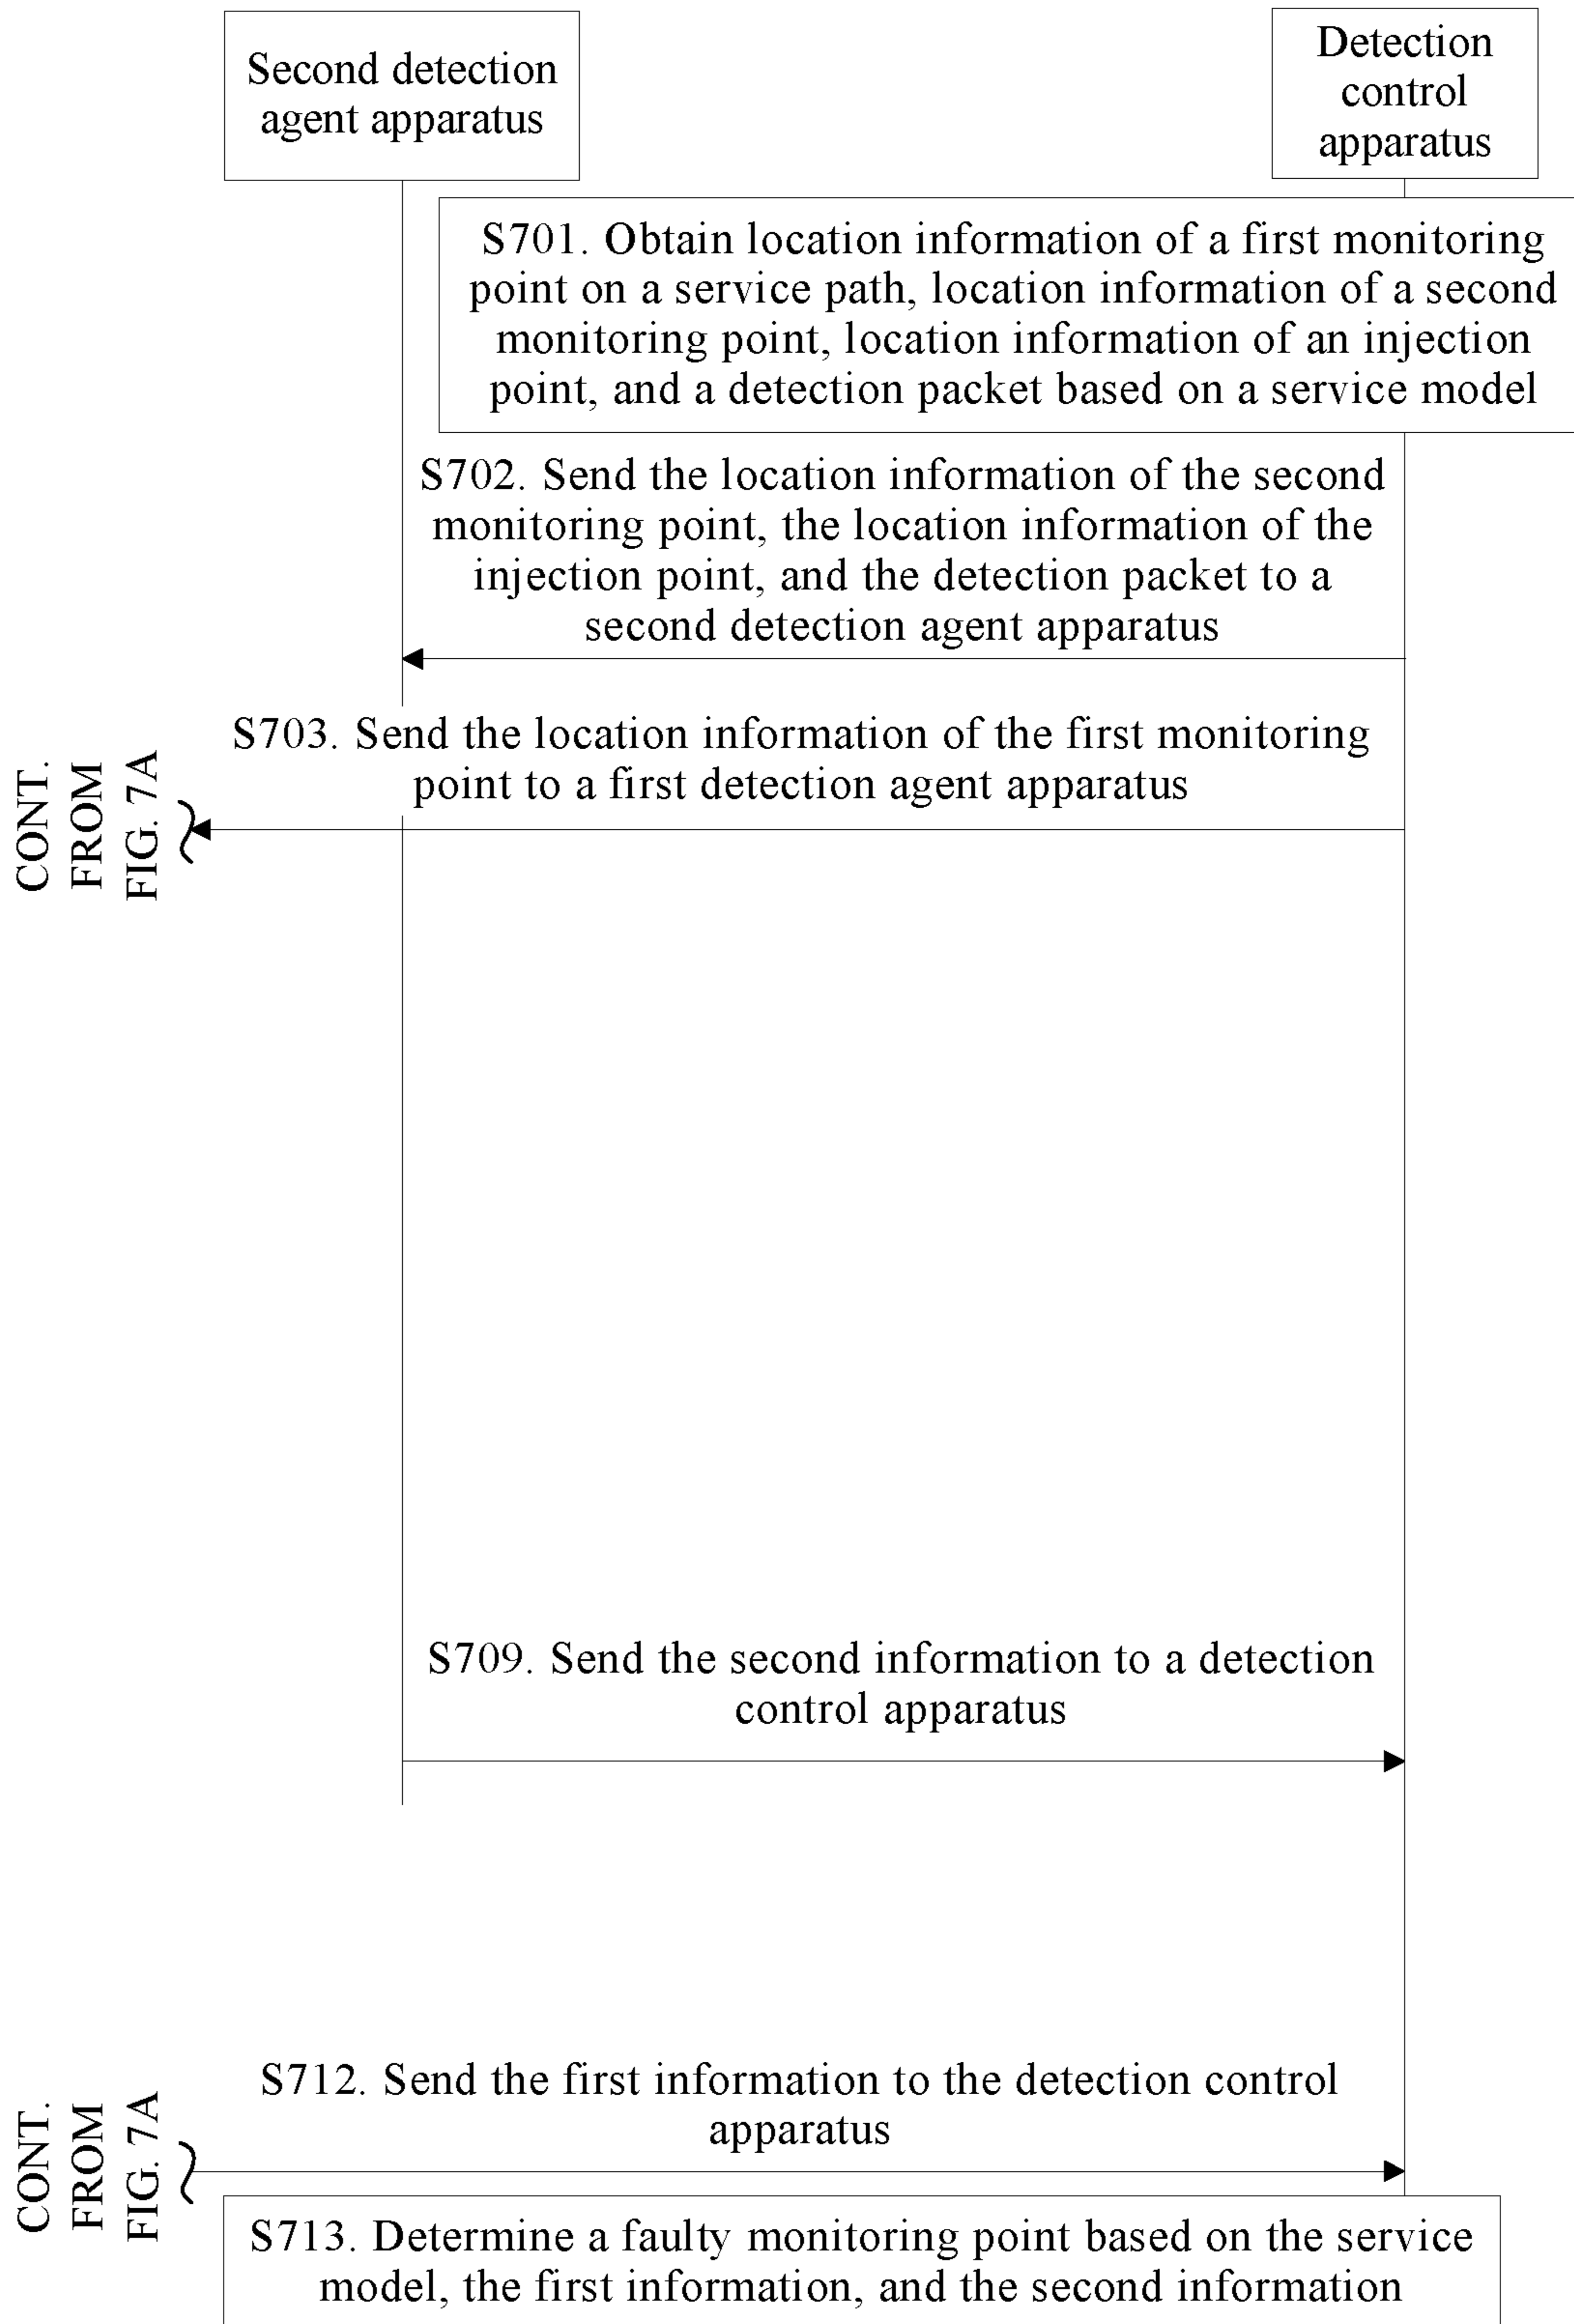 Second detection
agent apparatus
Detection
control
apparatus
S701. Obtain location information of a first monitoring
point on a service path, location information of a second
monitoring point, location information of an injection
point, and a detection packet based on a service model
S702. Send the location information of the second
monitoring point, the location information of the
injection point, and the detection packet to a
second detection agent apparatus
S703. Send the location information of the first monitoring
point to a first detection agent apparatus
CONT.
FROM
FIG. 7A
S709. Send the second information to a detection
control apparatus
S712. Send the first information to the detection control
apparatus
CONT.
FROM
FIG. 7A
S713. Determine a faulty monitoring point based on the service
model, the first information, and the second information